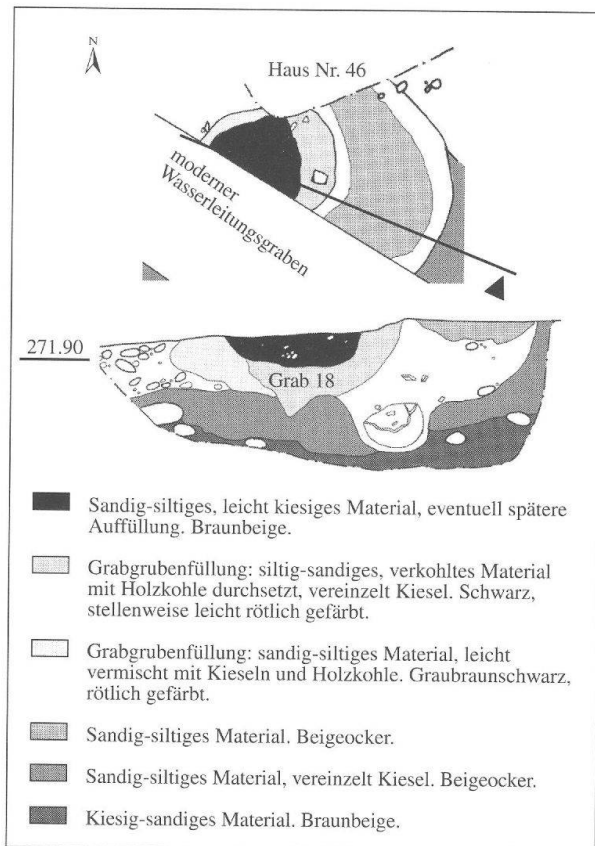 N
Haus Nr. 46
moderner
Wasserleitungsgraben
271.90
Grab 18
Sandig-siltiges, leicht kiesiges Material, eventuell spätere
Auffüllung. Braunbeige.
Grabgrubenfüllung: siltig-sandiges, verkohltes Material
mit Holzkohle durchsetzt, vereinzelt Kiesel. Schwarz,
stellenweise leicht rötlich gefärbt.
Grabgrubenfüllung: sandig-siltiges Material, leicht
vermischt mit Kieseln und Holzkohle. Graubraunschwarz,
rötlich gefärbt.
Sandig-siltiges Material. Beigeocker.
Sandig-siltiges Material, vereinzelt Kiesel. Beigeocker.
Kiesig-sandiges Material. Braunbeige.